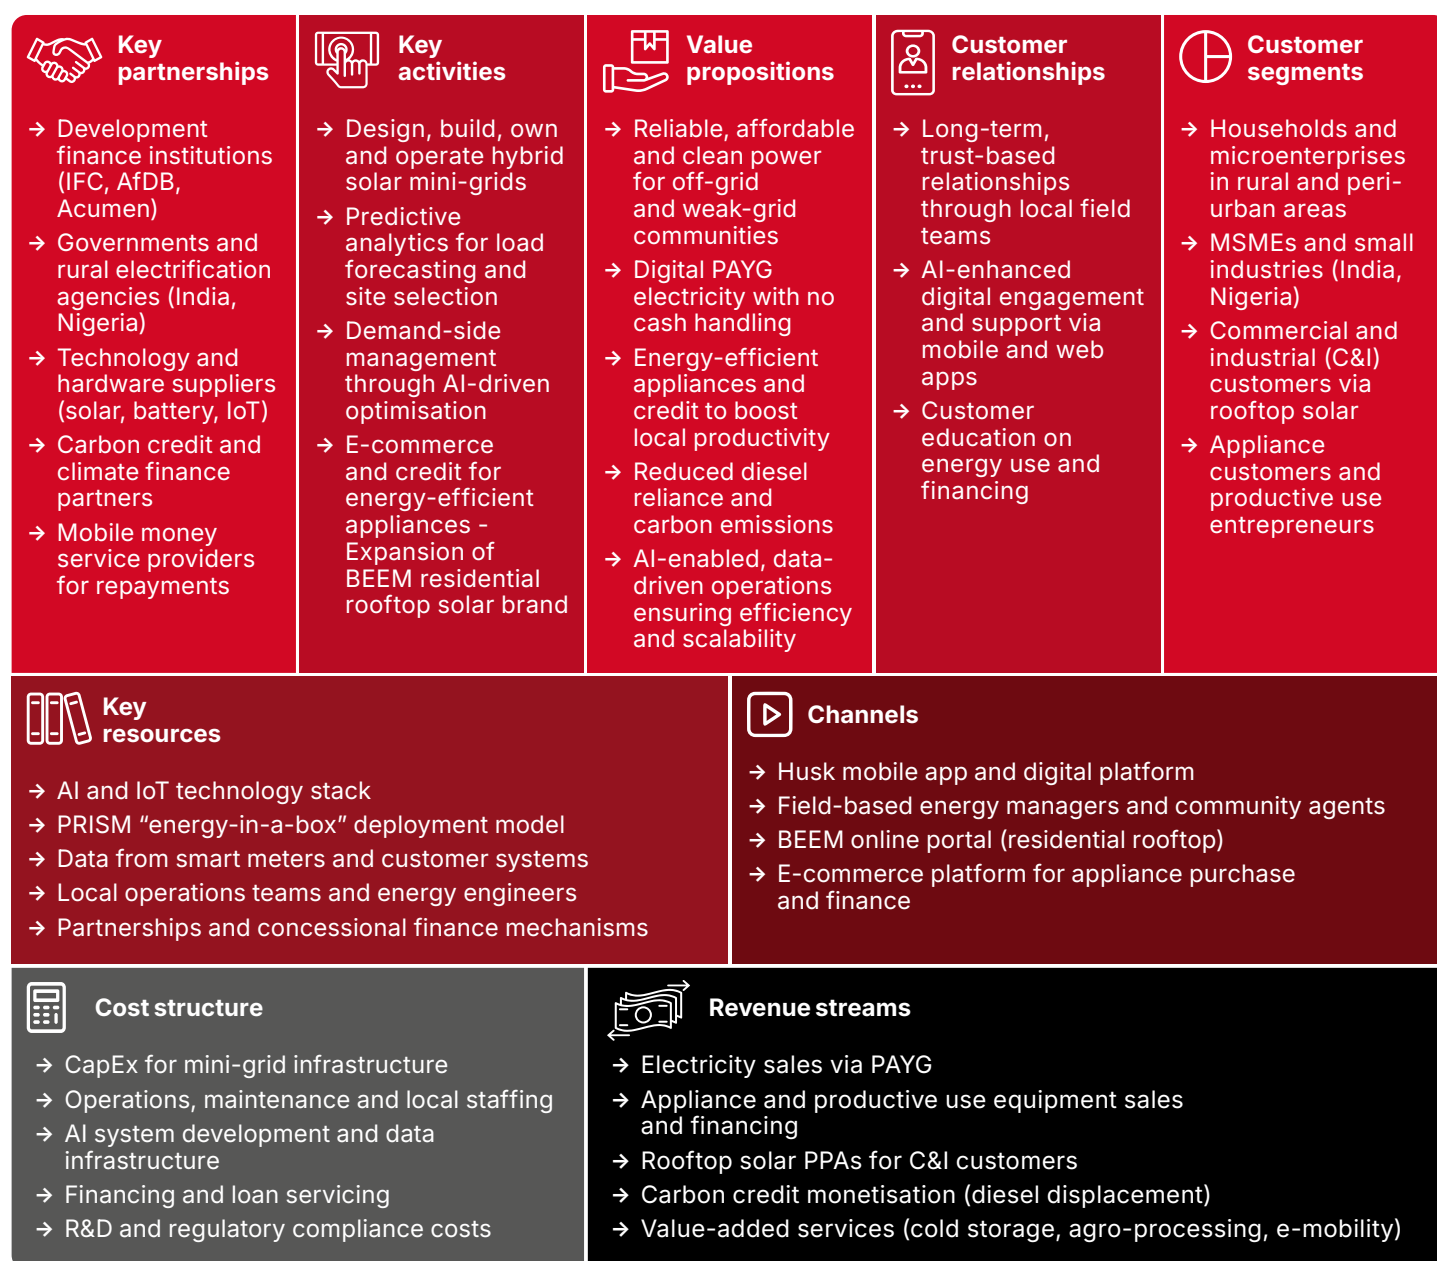 Key
partnerships
→ Development
finance institutions
(IFC, AfDB,
Acumen)
→ Governments and
rural electrification
agencies (India,
Nigeria)
→ Technology and
hardware suppliers
(solar, battery, IoT)
→ Carbon credit and
climate finance
partners
→ Mobile money
service providers
for repayments
Key
activities
→ Design, build, own
and operate hybrid
solar mini-grids
→ Predictive
analytics for load
forecasting and
site selection
→ Demand-side
management
through AI-driven
optimisation
→ E-commerce
and credit for
energy-efficient
appliances -
Expansion of
BEEM residential
rooftop solar brand
Value
propositions
→ Reliable, affordable
and clean power
for off-grid
and weak-grid
communities
→ Digital PAYG
electricity with no
cash handling
→ Energy-efficient
appliances and
credit to boost
local productivity
→ Reduced diesel
reliance and
carbon emissions
→ AI-enabled, data-
driven operations
ensuring efficiency
and scalability
Customer
relationships
→ Long-term,
trust-based
relationships
through local field
teams
→ AI-enhanced
digital engagement
and support via
mobile and web
apps
→ Customer
education on
energy use and
financing
Customer
segments
→ Households and
microenterprises
in rural and peri-
urban areas
→ MSMEs and small
industries (India,
Nigeria)
→ Commercial and
industrial (C&I)
customers via
rooftop solar
→ Appliance
customers and
productive use
entrepreneurs
Key
resources
→ AI and IoT technology stack
→ PRISM “energy-in-a-box” deployment model
→ Data from smart meters and customer systems
→ Local operations teams and energy engineers
→ Partnerships and concessional finance mechanisms
Channels
→ Husk mobile app and digital platform
→ Field-based energy managers and community agents
→ BEEM online portal (residential rooftop)
→ E-commerce platform for appliance purchase
and finance
Cost structure
→ CapEx for mini-grid infrastructure
→ Operations, maintenance and local staffing
→ AI system development and data
infrastructure
→ Financing and loan servicing
→ R&D and regulatory compliance costs
Revenue streams
→ Electricity sales via PAYG
→ Appliance and productive use equipment sales
and financing
→ Rooftop solar PPAs for C&I customers
→ Carbon credit monetisation (diesel displacement)
→ Value-added services (cold storage, agro-processing, e-mobility)